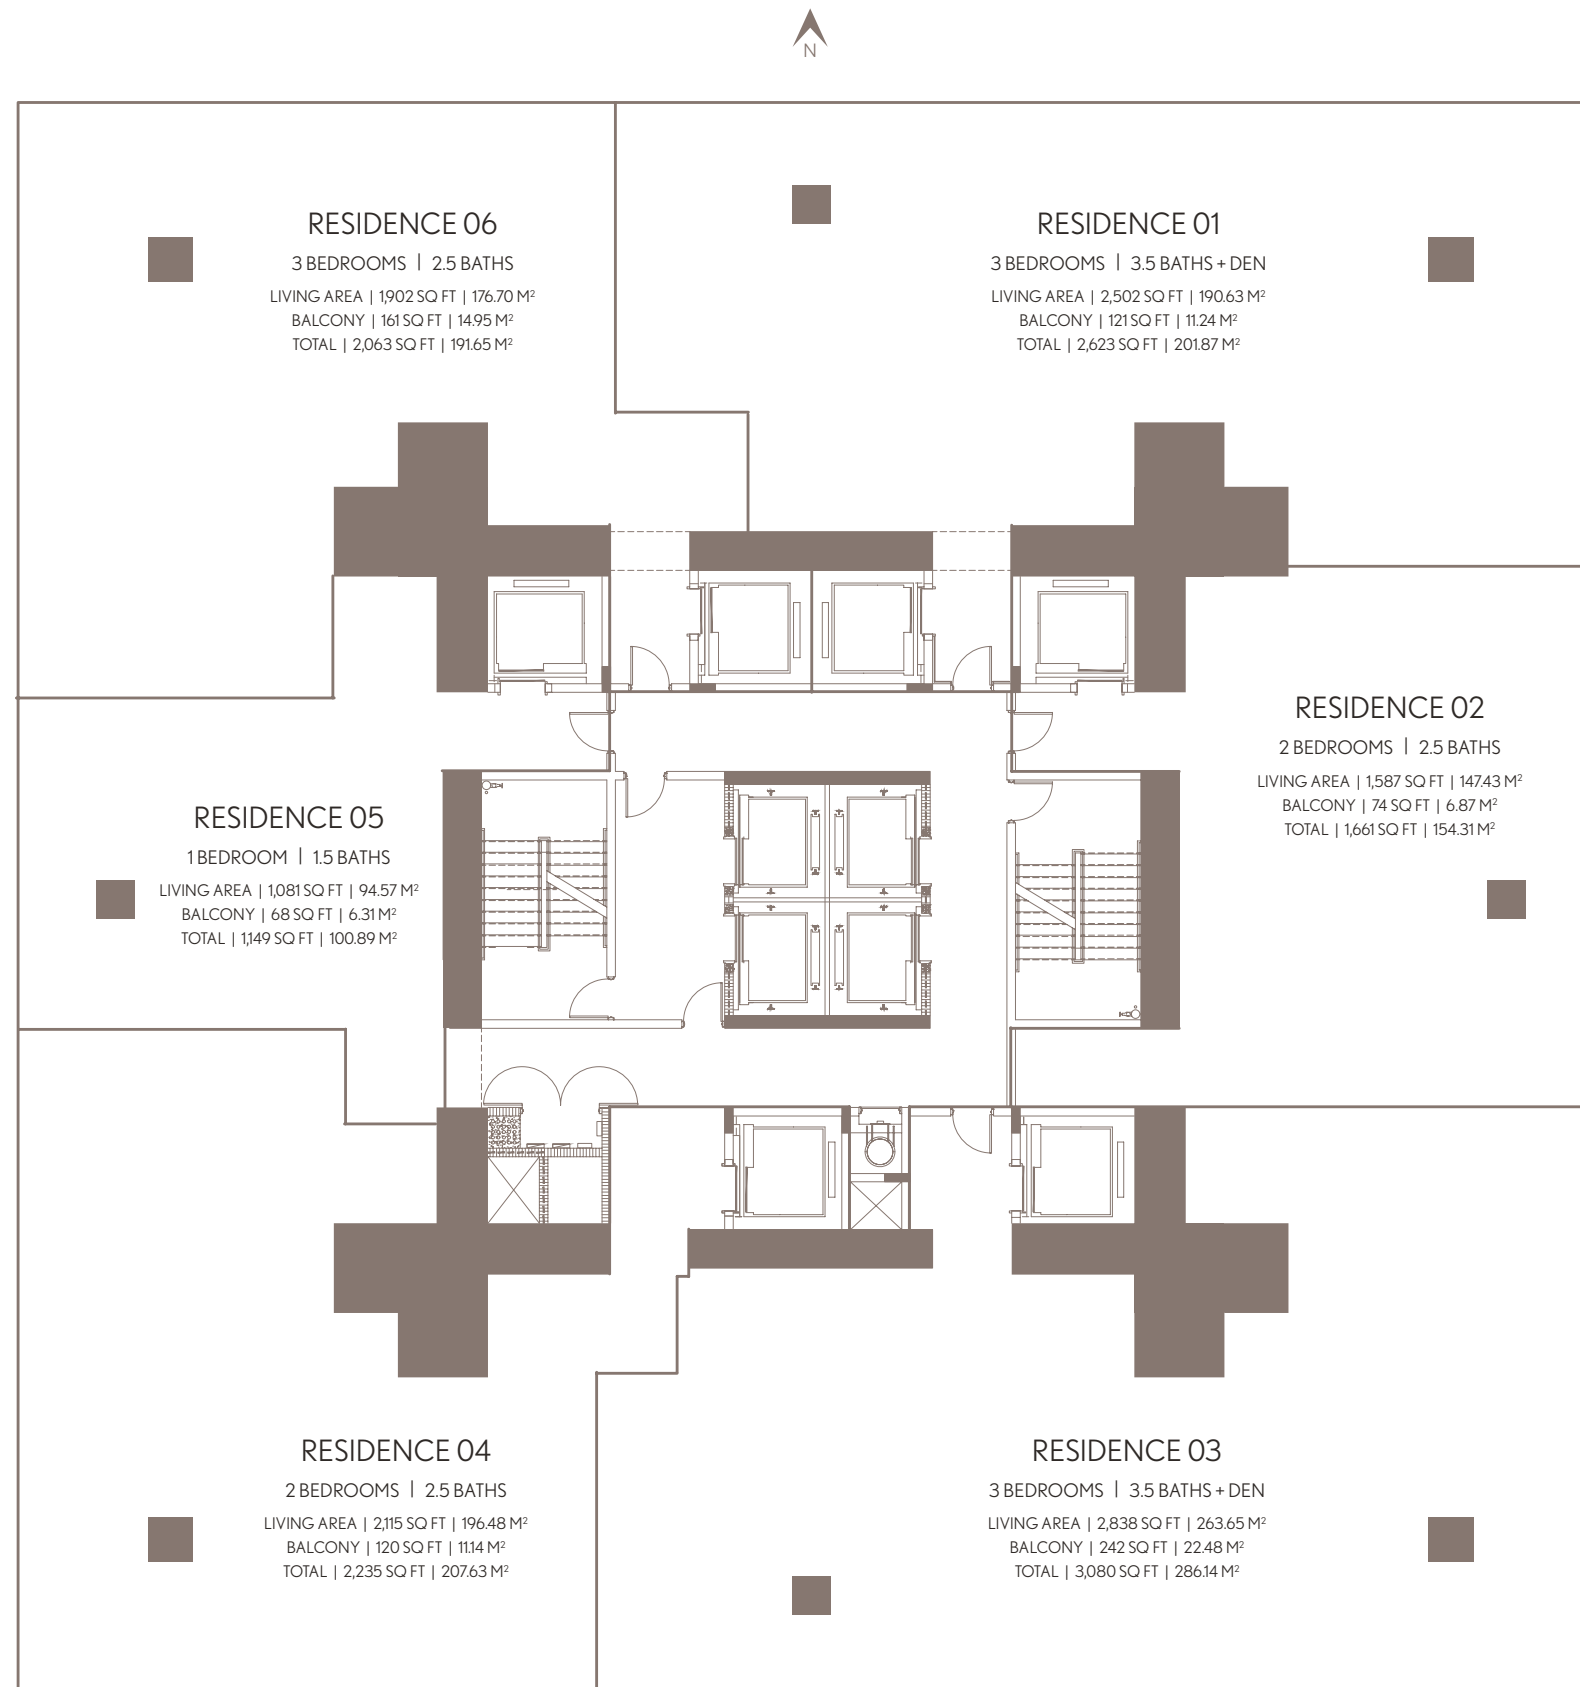 N
RESIDENCE 06
3 BEDROOMS | 2.5 BATHS
LIVING AREA | 1,902 SQ FT | 176.70 M²
BALCONY | 161 SQ FT | 14.95 M²
TOTAL | 2,063 SQ FT | 191.65 M²
RESIDENCE 01
3 BEDROOMS | 3.5 BATHS + DEN
LIVING AREA | 2,502 SQ FT | 190.63 M²
BALCONY | 121 SQ FT | 11.24 M²
TOTAL | 2,623 SQ FT | 201.87 M²
RESIDENCE 02
2 BEDROOMS | 2.5 BATHS
LIVING AREA | 1,587 SQ FT | 147.43 M²
BALCONY | 74 SQ FT | 6.87 M²
TOTAL | 1,661 SQ FT | 154.31 M²
RESIDENCE 05
1 BEDROOM | 1.5 BATHS
LIVING AREA | 1,081 SQ FT | 94.57 M²
BALCONY | 68 SQ FT | 6.31 M²
TOTAL | 1,149 SQ FT | 100.89 M²
RESIDENCE 04
2 BEDROOMS | 2.5 BATHS
LIVING AREA | 2,115 SQ FT | 196.48 M²
BALCONY | 120 SQ FT | 11.14 M²
TOTAL | 2,235 SQ FT | 207.63 M²
RESIDENCE 03
3 BEDROOMS | 3.5 BATHS + DEN
LIVING AREA | 2,838 SQ FT | 263.65 M²
BALCONY | 242 SQ FT | 22.48 M²
TOTAL | 3,080 SQ FT | 286.14 M²